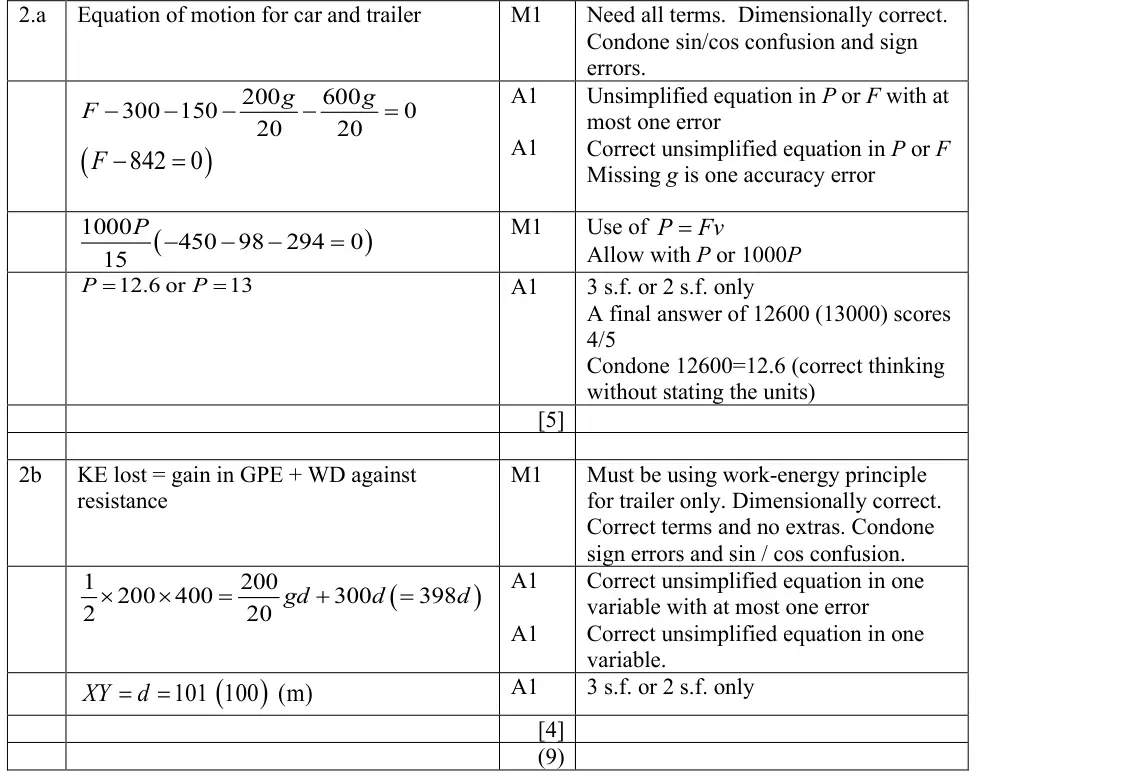 2.a Equation of motion for car and trailer M1 Need all terms. Dimensionally correct.
Condone sin/cos confusion and sign
errors.
F − 300 − 150 − 200g/20 − 600g/20 = 0 A1 Unsimplified equation in P or F with at
most one error
(F − 842 = 0) A1 Correct unsimplified equation in P or F
Missing g is one accuracy error
1000P/15 (−450 − 98 − 294 = 0) M1 Use of P = Fv
Allow with P or 1000P
P = 12.6 or P = 13 A1 3 s.f. or 2 s.f. only
A final answer of 12600 (13000) scores
4/5
Condone 12600=12.6 (correct thinking
without stating the units)
[5]
2b KE lost = gain in GPE + WD against M1 Must be using work-energy principle
resistance for trailer only. Dimensionally correct.
Correct terms and no extras. Condone
sign errors and sin / cos confusion.
1/2 × 200 × 400 = 200/20 gd + 300d (= 398d) A1 Correct unsimplified equation in one
variable with at most one error
A1 Correct unsimplified equation in one
variable.
XY = d = 101 (100) (m) A1 3 s.f. or 2 s.f. only
[4]
(9)